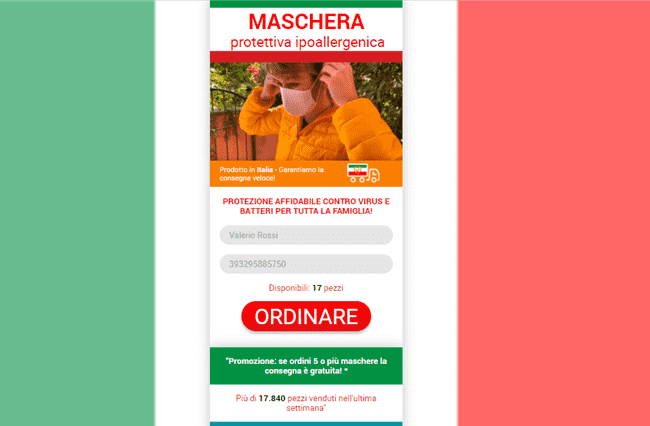 MASCHERA
protettiva ipoallergenica
Prodotto in Italia - Garantiamo la
consegna veloce!
PROTEZIONE AFFIDABILE CONTRO VIRUS E
BATTERI PER TUTTA LA FAMIGLIA!
Valerio Rossi
393295885750
Disponibili: 17 pezzi
ORDINARE
"Promozione: se ordini 5 o più maschere la
consegna è gratuita! *
Più di 17.840 pezzi venduti nell'ultima
settimana"